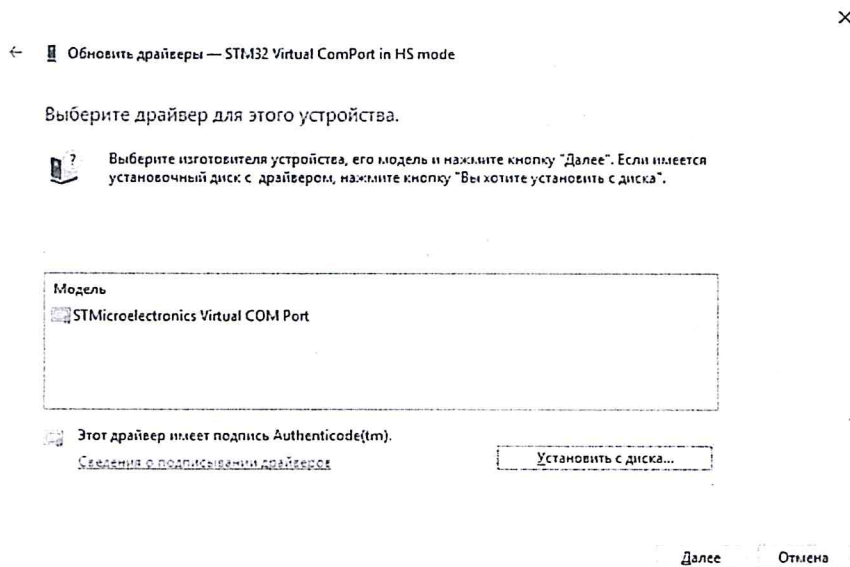 Обновить драйверы — STM32 Virtual ComPort in HS mode
Выберите драйвер для этого устройства.
Выберите изготовителя устройства, его модель и нажмите кнопку "Далее". Если имеется
установочный диск с драйвером, нажмите кнопку "Вы хотите установить с диска".
Модель
STMicroelectronics Virtual COM Port
Этот драйвер имеет подпись Authenticode(tm).
Сведения о подписывании драйверов
Установить с диска...
Далее
Отмена